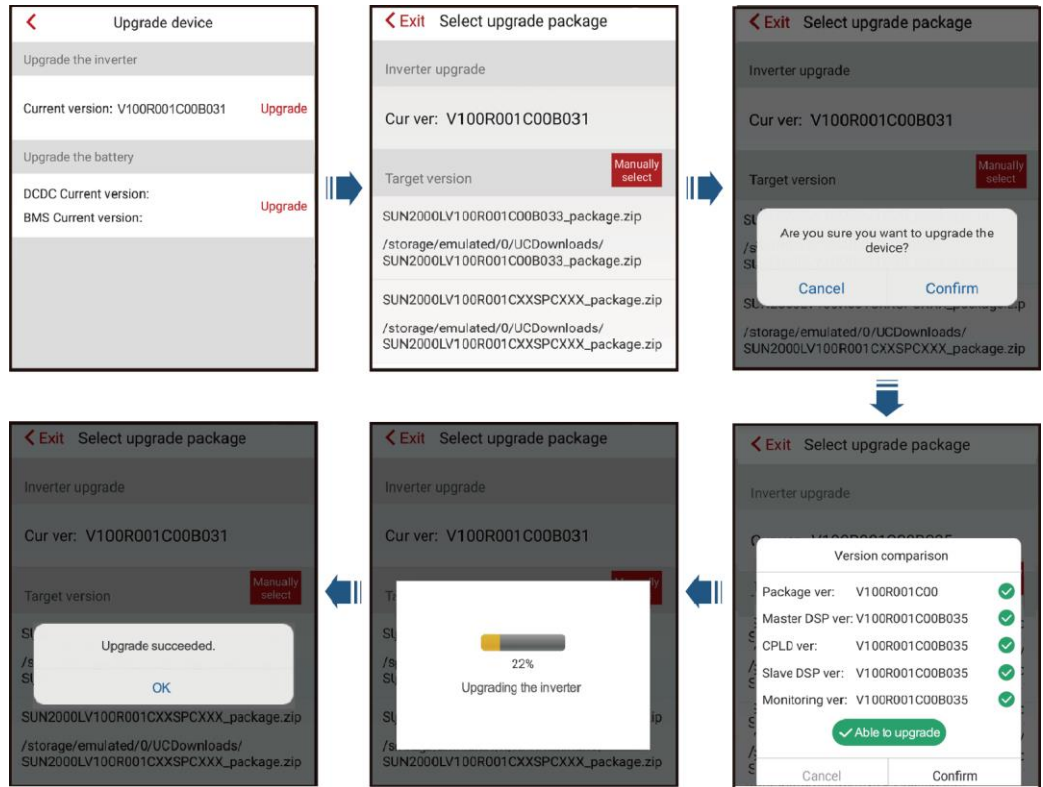 Upgrade device
Upgrade the inverter
Current version: V100R001C00B031 Upgrade
Upgrade the battery
DCDC Current version:
BMS Current version:
Upgrade
Exit Select upgrade package
Inverter upgrade
Cur ver: V100R001C00B031
Target version
Manually
select
SUN2000LV100R001C00B033_package.zip
/storage/emulated/0/UCDownloads/
SUN2000LV100R001C00B033_package.zip
SUN2000LV100R001CXXSPCXXX_package.zip
/storage/emulated/0/UCDownloads/
SUN2000LV100R001CXXSPCXXX_package.zip
Exit Select upgrade package
Inverter upgrade
Cur ver: V100R001C00B031
Target version
Manually
select
Are you sure you want to upgrade the
device?
Cancel Confirm
/storage/emulated/0/UCDownloads/
SUN2000LV100R001CXXSPCXXX_package.zip
Exit Select upgrade package
Inverter upgrade
Version comparison
Package ver: V100R001C00
Master DSP ver: V100R001C00B035
CPLD ver: V100R001C00B035
Slave DSP ver: V100R001C00B035
Monitoring ver: V100R001C00B035
Able to upgrade
Cancel Confirm
Exit Select upgrade package
Inverter upgrade
Cur ver: V100R001C00B031
22%
Upgrading the inverter
Exit Select upgrade package
Inverter upgrade
Cur ver: V100R001C00B031
Target version
Manually
select
Upgrade succeeded.
OK
SUN2000LV100R001CXXSPCXXX_package.zip
/storage/emulated/0/UCDownloads/
SUN2000LV100R001CXXSPCXXX_package.zip